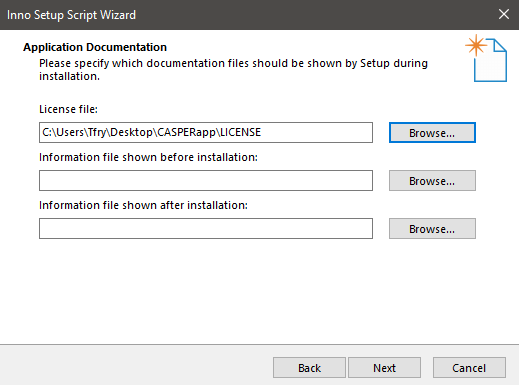 Inno Setup Script Wizard
Application Documentation
Please specify which documentation files should be shown by Setup during
installation.
License file:
C:\Users\Tfry\Desktop\CASPERapp\LICENSE
Browse...
Information file shown before installation:
Browse...
Information file shown after installation:
Browse...
Back
Next
Cancel